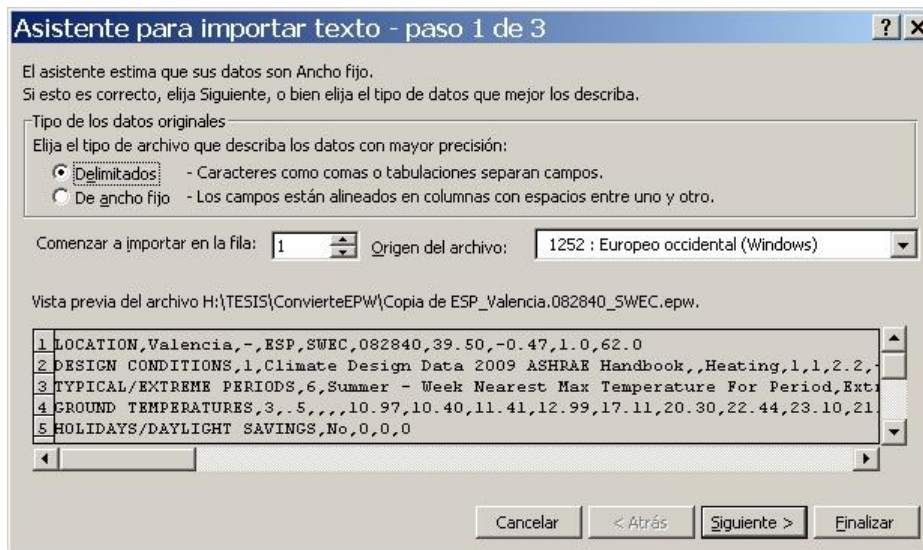 Asistente para importar texto - paso 1 de 3
El asistente estima que sus datos son Ancho fijo.
Si esto es correcto, elija Siguiente, o bien elija el tipo de datos que mejor los describa.
Tipo de los datos originales
Elija el tipo de archivo que describa los datos con mayor precisión:
Delimitados - Caracteres como comas o tabulaciones separan campos.
De ancho fijo - Los campos están alineados en columnas con espacios entre uno y otro.
Comenzar a importar en la fila: 1 Origen del archivo: 1252 : Europeo occidental (Windows)
Vista previa del archivo H:\TESIS\ConvierteEPW\Copia de ESP_Valencia.082840_SWEC.epw.
1 LOCATION,Valencia,-,ESP,SWEC,082840,39.50,-0.47,1.0,62.0
2 DESIGN CONDITIONS,1,Climate Design Data 2009 ASHRAE Handbook,,Heating,1,1,2.2,-
3 TYPICAL/EXTREME PERIODS,6,Summer - Week Nearest Max Temperature For Period,Extr
4 GROUND TEMPERATURES,3,.5,,,,10.97,10.40,11.41,12.99,17.11,20.30,22.44,23.10,21.
5 HOLIDAYS/DAYLIGHT SAVINGS,No,0,0,0
Cancelar < Atrás Siguiente > Finalizar